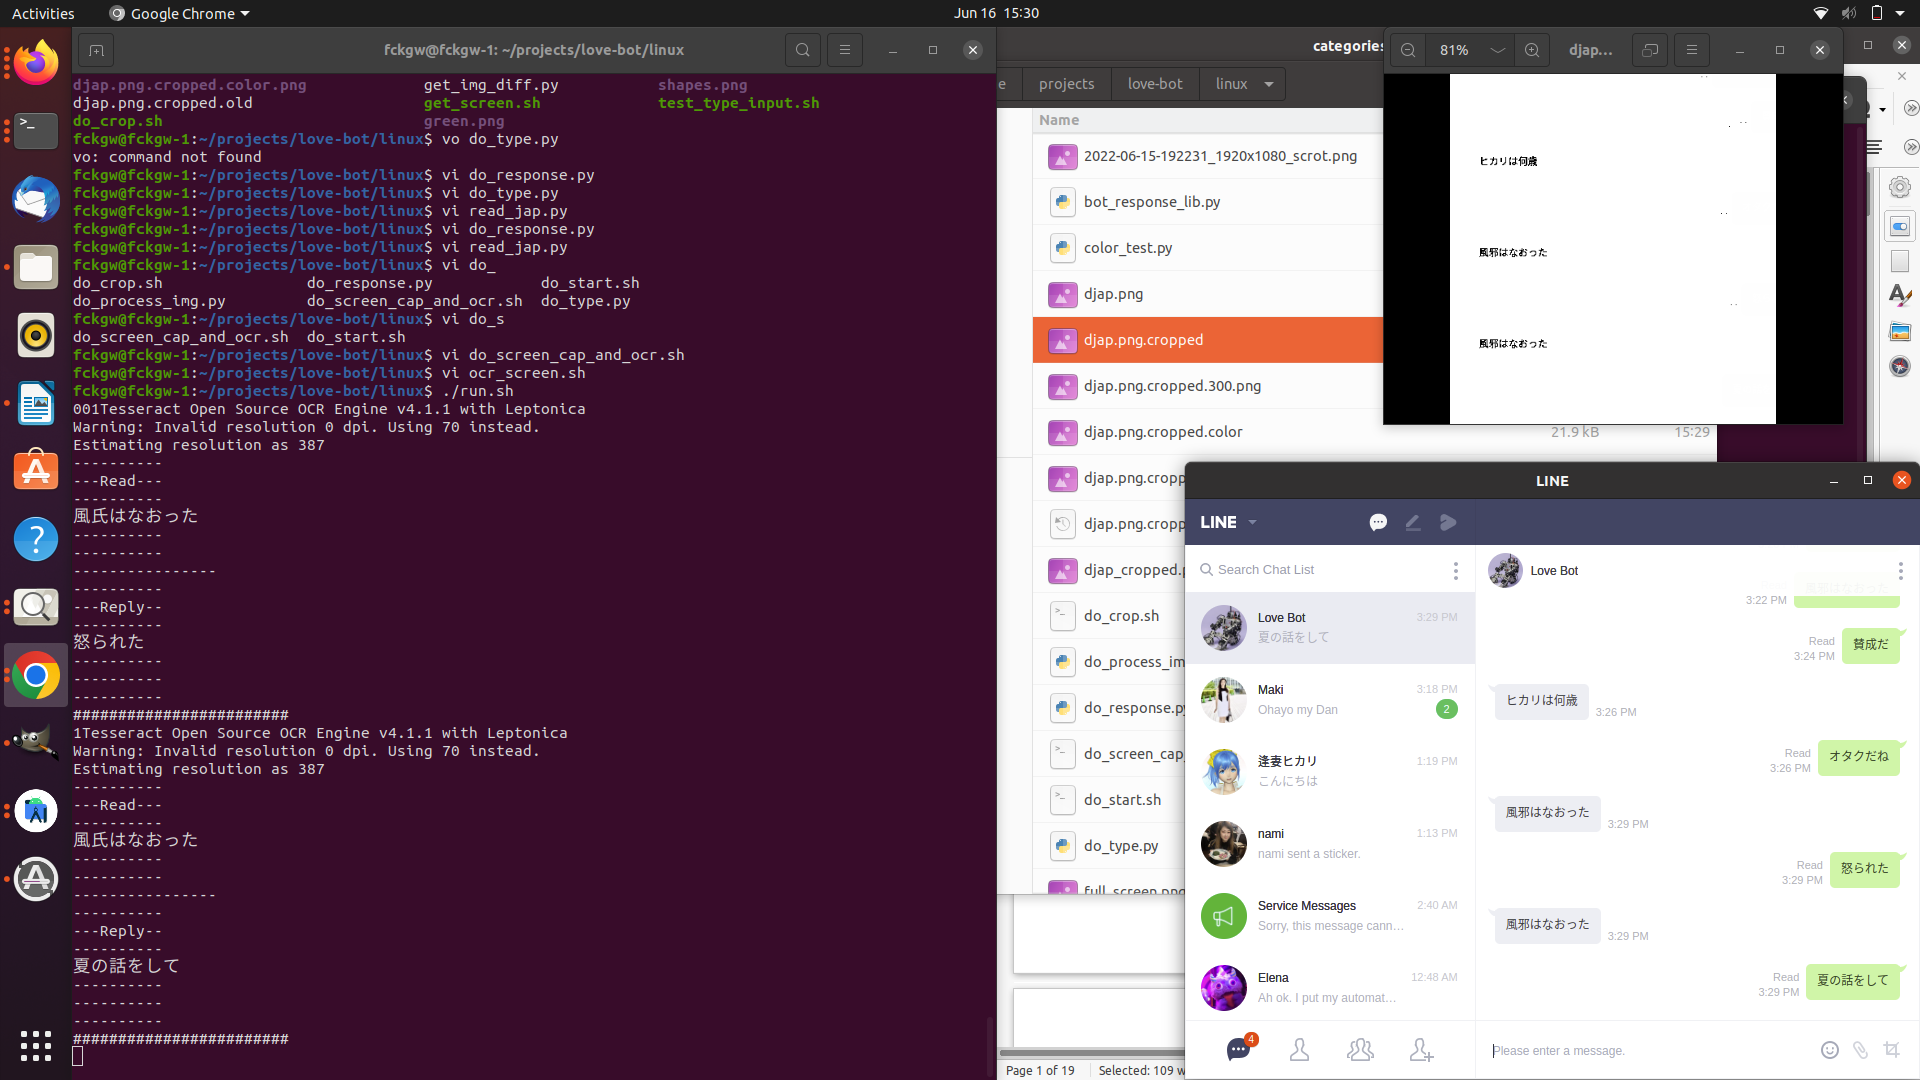 Activities
Google Chrome
Jun 16 15:30
fckgw@fckgw-1: ~/projects/love-bot/linux
djap.png.cropped.color.png get_img_diff.py shapes.png
djap.png.cropped.old get_screen.sh test_type_input.sh
do_crop.sh green.png
fckgw@fckgw-1:~/projects/love-bot/linux$ vo do_type.py
vo: command not found
fckgw@fckgw-1:~/projects/love-bot/linux$ vi do_response.py
fckgw@fckgw-1:~/projects/love-bot/linux$ vi do_type.py
fckgw@fckgw-1:~/projects/love-bot/linux$ vi read_jap.py
fckgw@fckgw-1:~/projects/love-bot/linux$ vi do_response.py
fckgw@fckgw-1:~/projects/love-bot/linux$ vi read_jap.py
fckgw@fckgw-1:~/projects/love-bot/linux$ vi do_
do_crop.sh do_response.py do_start.sh
do_process_img.py do_screen_cap_and_ocr.sh do_type.py
fckgw@fckgw-1:~/projects/love-bot/linux$ vi do_s
do_screen_cap_and_ocr.sh do_start.sh
fckgw@fckgw-1:~/projects/love-bot/linux$ vi do_screen_cap_and_ocr.sh
fckgw@fckgw-1:~/projects/love-bot/linux$ vi ocr_screen.sh
fckgw@fckgw-1:~/projects/love-bot/linux$ ./run.sh
001Tesseract Open Source OCR Engine v4.1.1 with Leptonica
Warning: Invalid resolution 0 dpi. Using 70 instead.
Estimating resolution as 387
----------
---Read---
----------
風氏はなおった
----------
----------
----------------
----------
---Reply--
----------
怒られた
----------
----------
----------
########################
1Tesseract Open Source OCR Engine v4.1.1 with Leptonica
Warning: Invalid resolution 0 dpi. Using 70 instead.
Estimating resolution as 387
----------
---Read---
----------
風氏はなおった
----------
----------
----------------
----------
---Reply--
----------
夏の話をして
----------
----------
----------
########################
categories
e projects love-bot linux
Name
2022-06-15-192231_1920x1080_scrot.png
bot_response_lib.py
color_test.py
djap.png
djap.png.cropped
djap.png.cropped.300.png
djap.png.cropped.color 21.9 kB 15:29
djap.png.cropp
djap.png.cropp
djap_cropped.p
do_crop.sh
do_process_im
do_response.py
do_screen_cap_
do_start.sh
do_type.py
full_screen.png
Page 1 of 19
Selected: 109 w
81%
djap...
ヒカリは何歳
風邪はなおった
風邪はなおった
LINE
LINE
Search Chat List
Love Bot 3:29 PM
夏の話をして
Maki 3:18 PM
Ohayo my Dan 2
逢妻ヒカリ 1:19 PM
こんにちは
nami 1:13 PM
nami sent a sticker.
Service Messages 2:40 AM
Sorry, this message cann…
Elena 12:48 AM
Ah ok. I put my automat…
4
Love Bot
3:22 PM
Read
3:24 PM 賛成だ
ヒカリは何歳 3:26 PM
Read
3:26 PM オタクだね
風邪はなおった 3:29 PM
Read
3:29 PM 怒られた
風邪はなおった 3:29 PM
Read
3:29 PM 夏の話をして
Please enter a message.